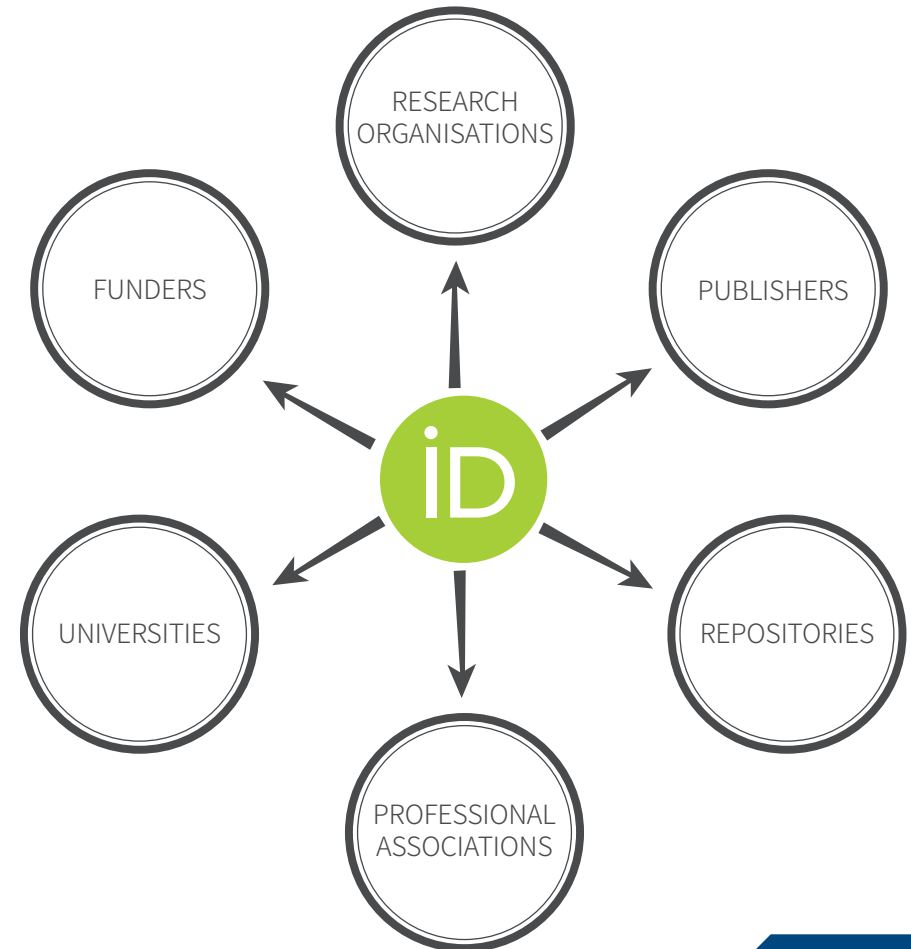 RESEARCH
ORGANISATIONS
FUNDERS
PUBLISHERS
iD
UNIVERSITIES
REPOSITORIES
PROFESSIONAL
ASSOCIATIONS